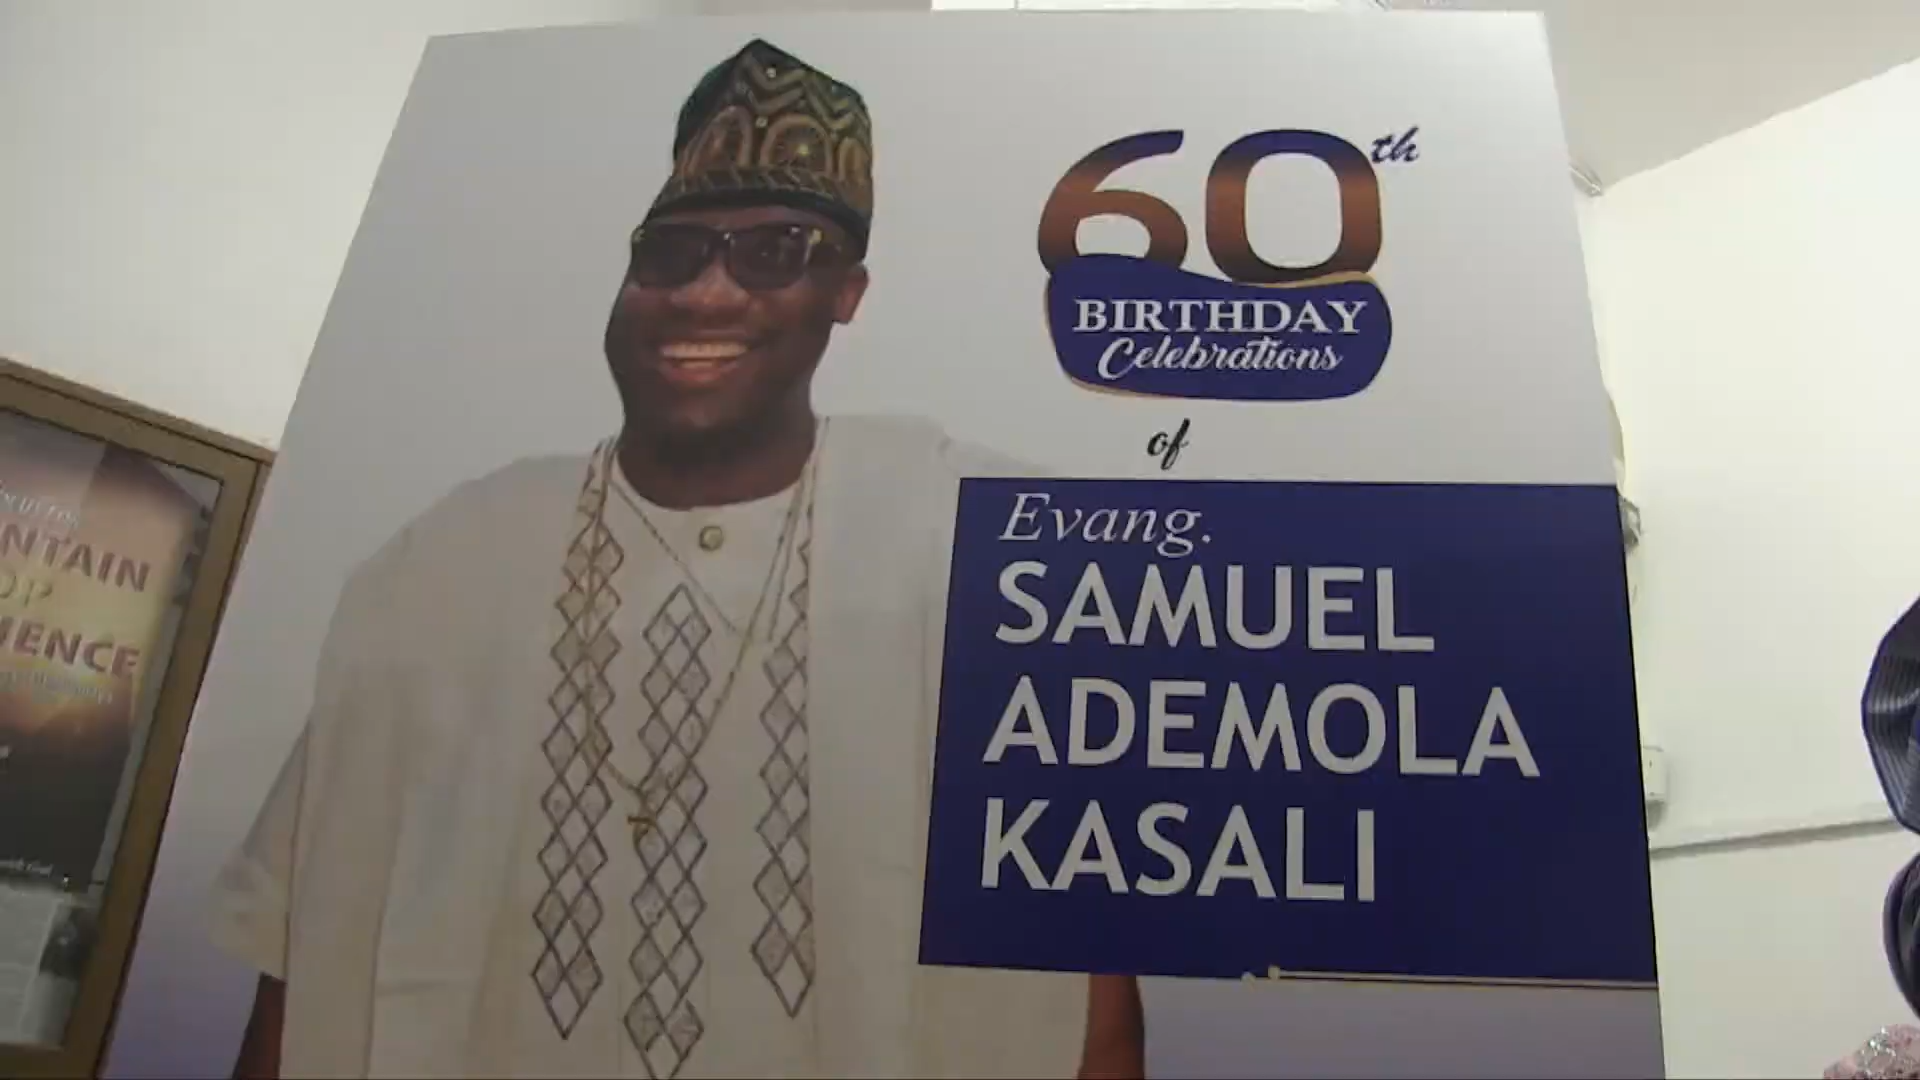 60th
BIRTHDAY
Celebrations
of
Evang.
SAMUEL
ADEMOLA
KASALI